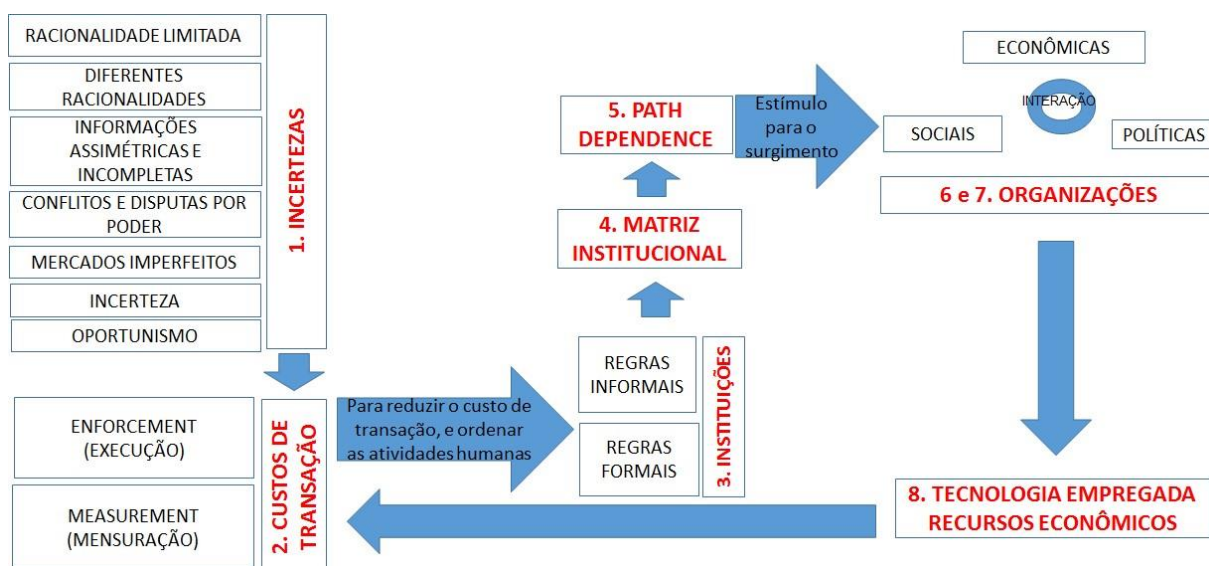 RACIONALIDADE LIMITADA
DIFERENTES
RACIONALIDADES
INFORMAÇÕES
ASSIMÉTRICAS E
INCOMPLETAS
CONFLITOS E DISPUTAS POR
PODER
MERCADOS IMPERFEITOS
INCERTEZA
OPORTUNISMO
1. INCERTEZAS
ENFORCEMENT
(EXECUÇÃO)
MEASUREMENT
(MENSURAÇÃO)
2. CUSTOS DE
TRANSAÇÃO
Para reduzir o custo de
transação, e ordenar
as atividades humanas
REGRAS
INFORMAIS
REGRAS
FORMAIS
3. INSTITUIÇÕES
4. MATRIZ
INSTITUCIONAL
5. PATH
DEPENDENCE
Estímulo
para o
surgimento
ECONÔMICAS
INTERAÇÃO
SOCIAIS
POLÍTICAS
6 e 7. ORGANIZAÇÕES
8. TECNOLOGIA EMPREGADA
RECURSOS ECONÔMICOS